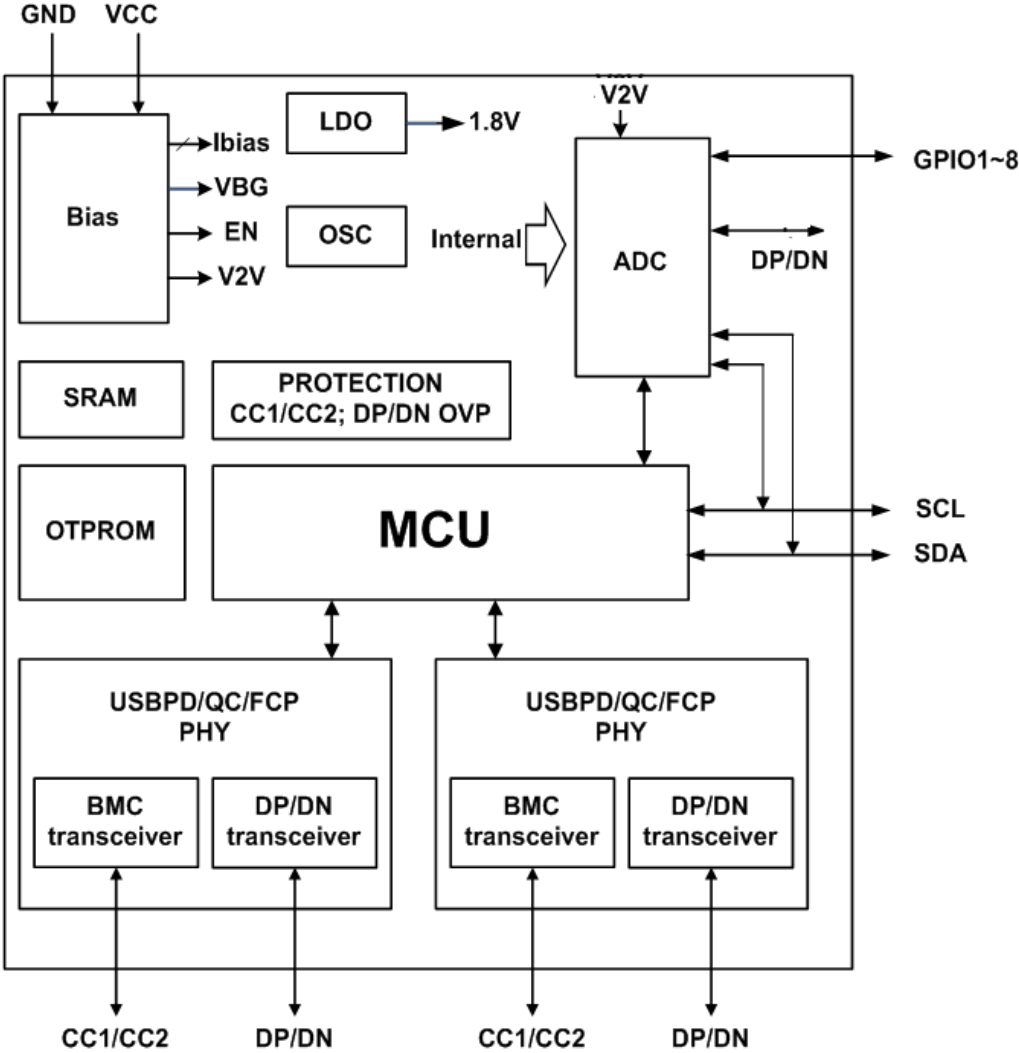 GND VCC
V2V
LDO
1.8V
Ibias
GPIO1~8
VBG
Bias
EN
OSC
Internal
ADC
DP/DN
V2V
SRAM
PROTECTION
CC1/CC2; DP/DN OVP
OTPROM
MCU
SCL
SDA
USBPD/QC/FCP
PHY
BMC
transceiver
DP/DN
transceiver
USBPD/QC/FCP
PHY
BMC
transceiver
DP/DN
transceiver
CC1/CC2
DP/DN
CC1/CC2
DP/DN